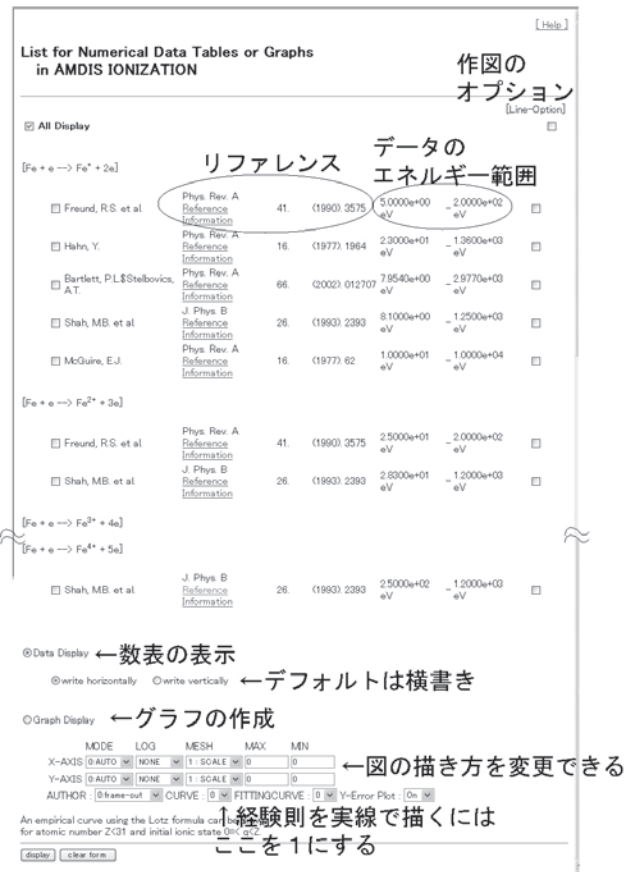 [ Help ]
List for Numerical Data Tables or Graphs
in AMDIS IONIZATION
作図の
オプション
[Line-Option]
All Display
リファレンス
データの
エネルギー範囲
[Fe + e --> Fe⁺ + 2e]
Freund, R.S. et al. Phys. Rev. A Reference Information 41. (1990). 3575 5.0000e+00 eV - 2.0000e+02 eV
Hahn, Y. Phys. Rev. A Reference Information 16. (1977). 1964 2.3000e+01 eV - 1.3600e+03 eV
Bartlett, P.L.$Stelbovics, A.T. Phys. Rev. A Reference Information 66. (2002). 012707 7.9540e+00 eV - 2.9770e+03 eV
Shah, M.B. et al. J. Phys. B Reference Information 26. (1993). 2393 8.1000e+00 eV - 1.2500e+03 eV
McGuire, E.J. Phys. Rev. A Reference Information 16. (1977). 62 1.0000e+01 eV - 1.0000e+04 eV
[Fe + e --> Fe²⁺ + 3e]
Freund, R.S. et al. Phys. Rev. A Reference Information 41. (1990). 3575 2.5000e+01 eV - 2.0000e+02 eV
Shah, M.B. et al. J. Phys. B Reference Information 26. (1993). 2393 2.8300e+01 eV - 1.2000e+03 eV
[Fe + e --> Fe³⁺ + 4e]
[Fe + e --> Fe⁴⁺ + 5e]
Shah, M.B. et al. J. Phys. B Reference Information 26. (1993). 2393 2.5000e+02 eV - 1.2000e+03 eV
Data Display ←数表の表示
write horizontally write vertically ←デフォルトは横書き
Graph Display ←グラフの作成
MODE LOG MESH MAX MIN
X-AXIS 0:AUTO NONE 1 : SCALE 0 0
←図の描き方を変更できる
Y-AXIS 0:AUTO NONE 1 : SCALE 0 0
AUTHOR : 0:frame-out CURVE : 0 FITTINGCURVE : 0 Y-Error Plot : On
An empirical curve using the Lotz formula can be
↑経験則を実線で描くには
for atomic number Z<31 and initial ionic state 0=< q<Z.
ここを1にする
display clear form